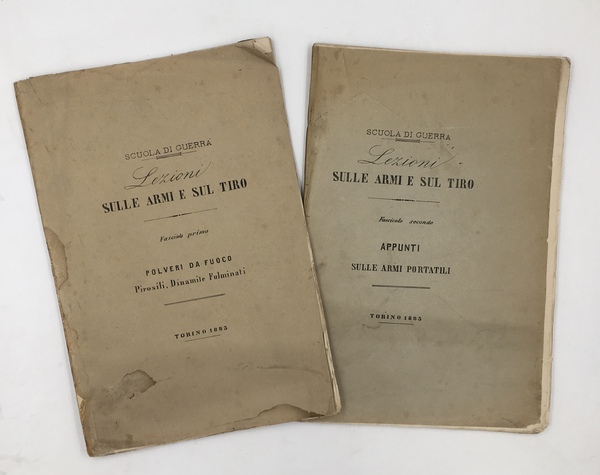 SCUOLA DI GUERRA
Lezioni
SULLE ARMI E SUL TIRO
Fascicolo primo
POLVERI DA FUOCO
Pirossili, Dinamite Fulminati
TORINO 1885
SCUOLA DI GUERRA
Lezioni
SULLE ARMI E SUL TIRO
Fascicolo secondo
APPUNTI
SULLE ARMI PORTATILI
TORINO 1885